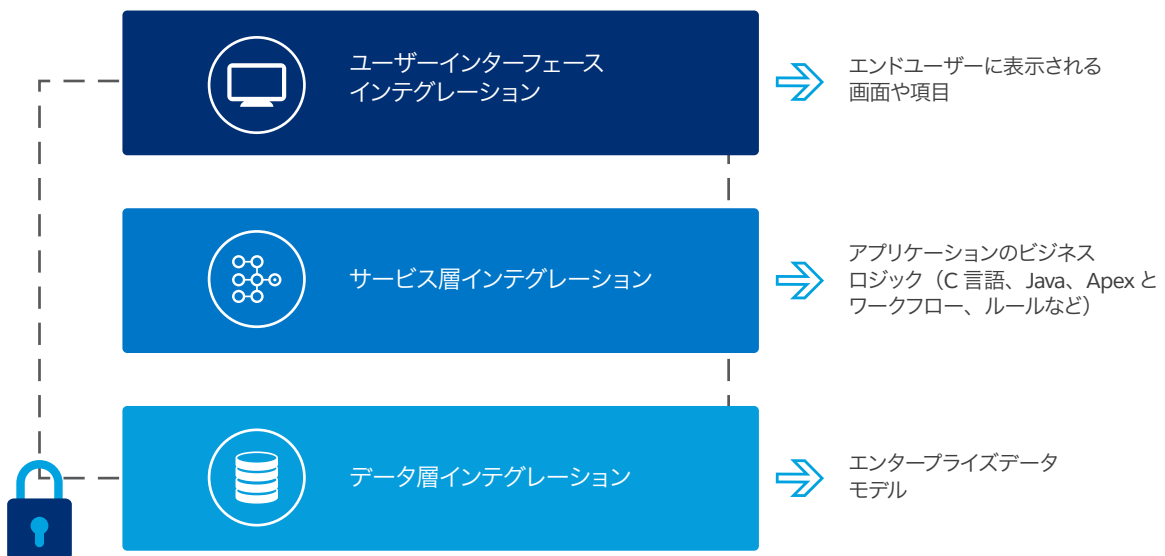 ユーザーインターフェース
インテグレーション
エンドユーザーに表示される
画面や項目
サービス層インテグレーション
アプリケーションのビジネス
ロジック（C 言語、Java、Apex と
ワークフロー、ルールなど）
データ層インテグレーション
エンタープライズデータ
モデル